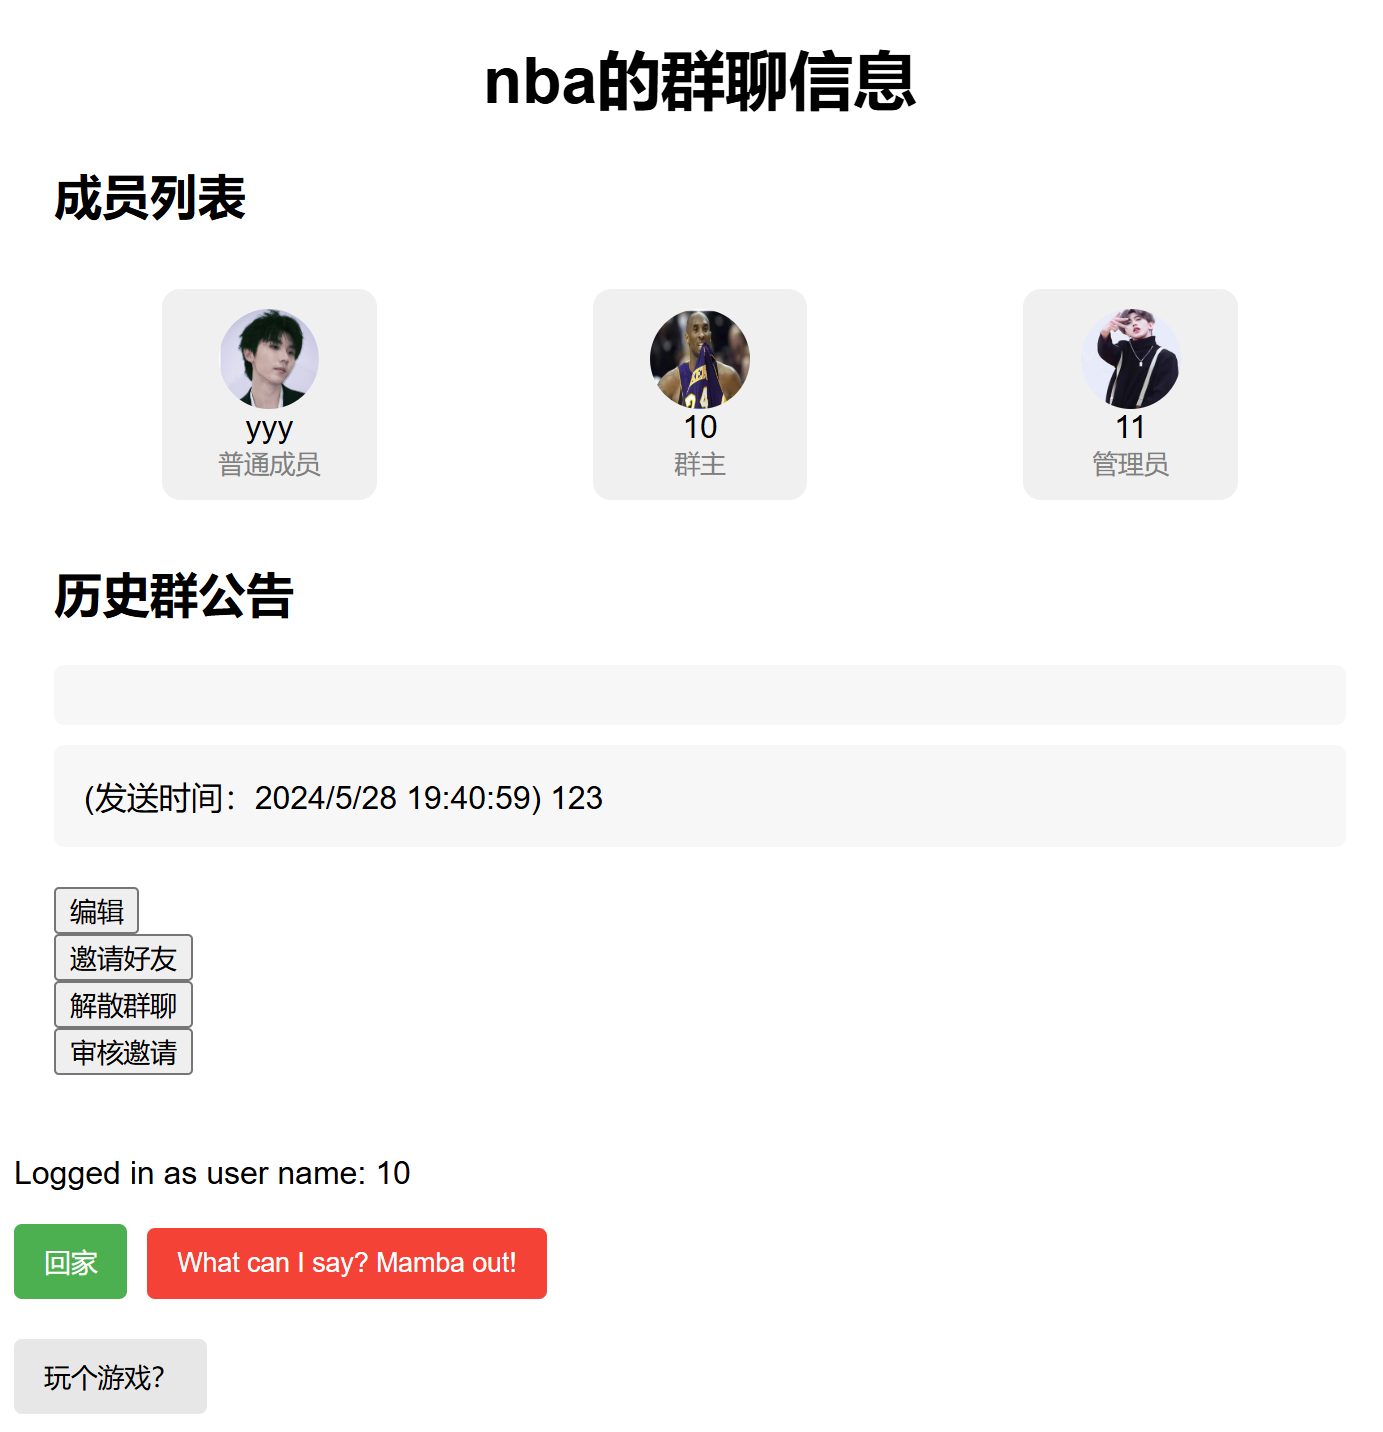 nba的群聊信息
成员列表
yyy
普通成员
10
群主
11
管理员
历史群公告
(发送时间：2024/5/28 19:40:59) 123
编辑
邀请好友
解散群聊
审核邀请
Logged in as user name: 10
回家
What can I say? Mamba out!
玩个游戏?